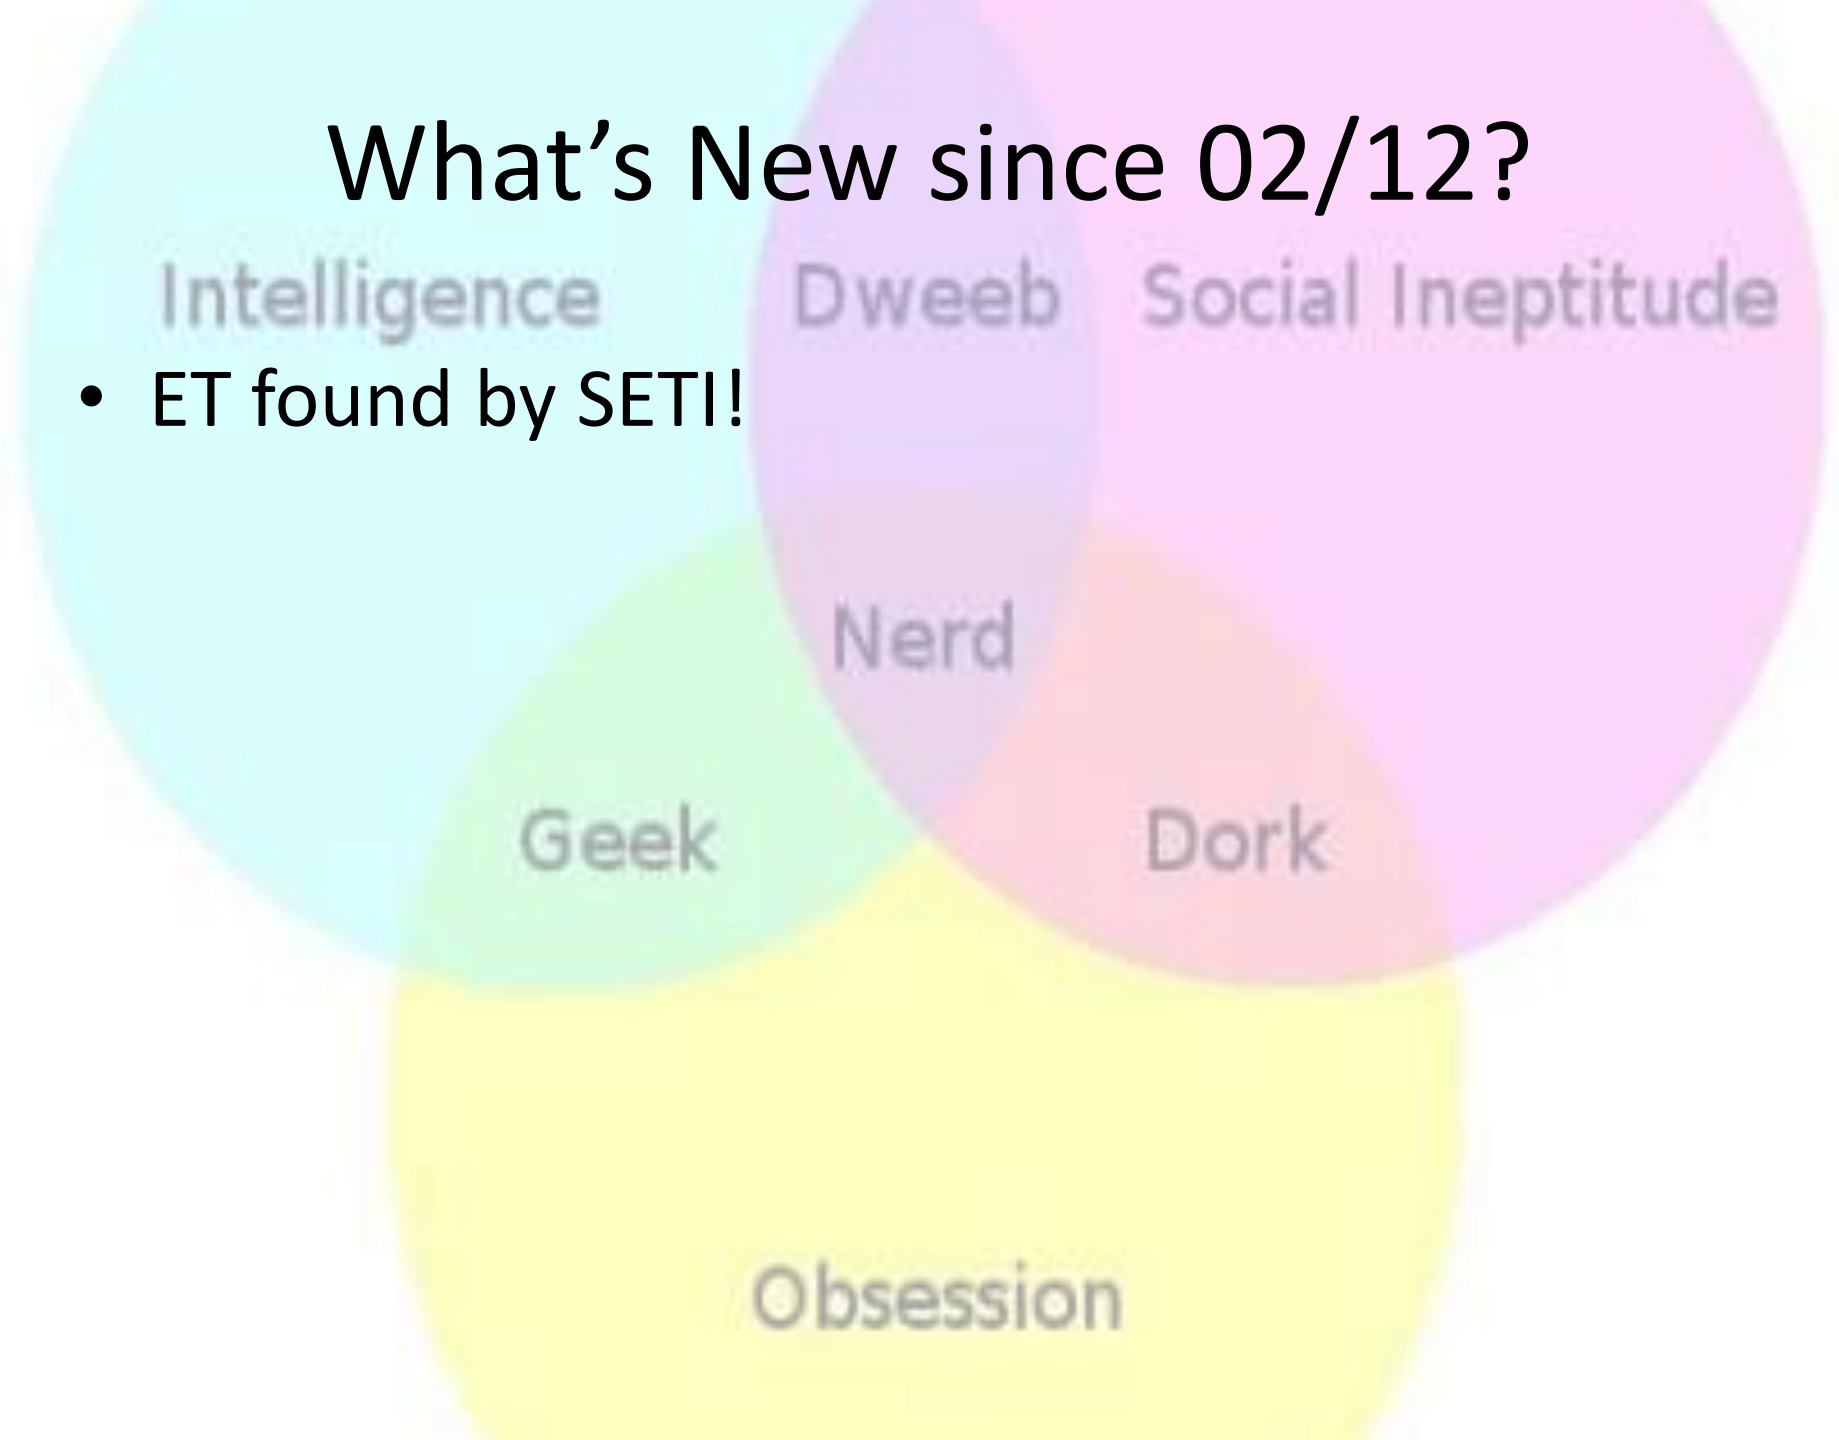 What’s New since 02/12?
Intelligence Dweeb Social Ineptitude
• ET found by SETI!
Nerd
Geek Dork
Obsession